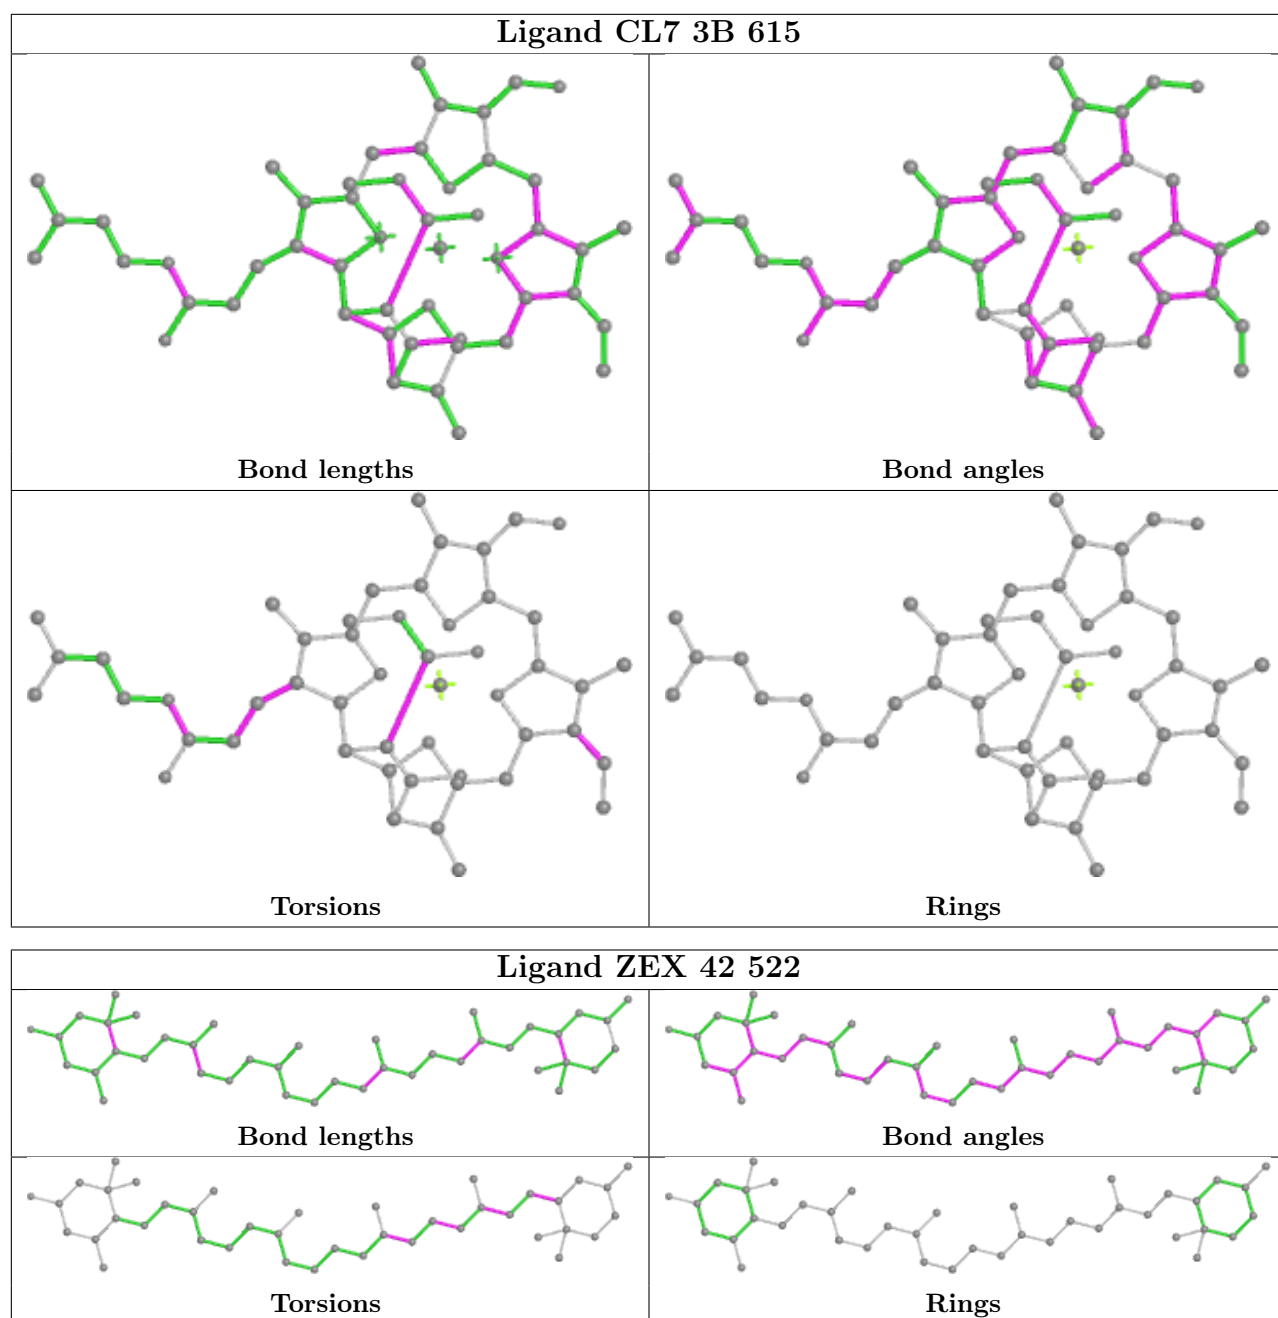 Ligand CL7 3B 615
Bond lengths
Bond angles
Torsions
Rings
Ligand ZEX 42 522
Bond lengths
Bond angles
Torsions
Rings